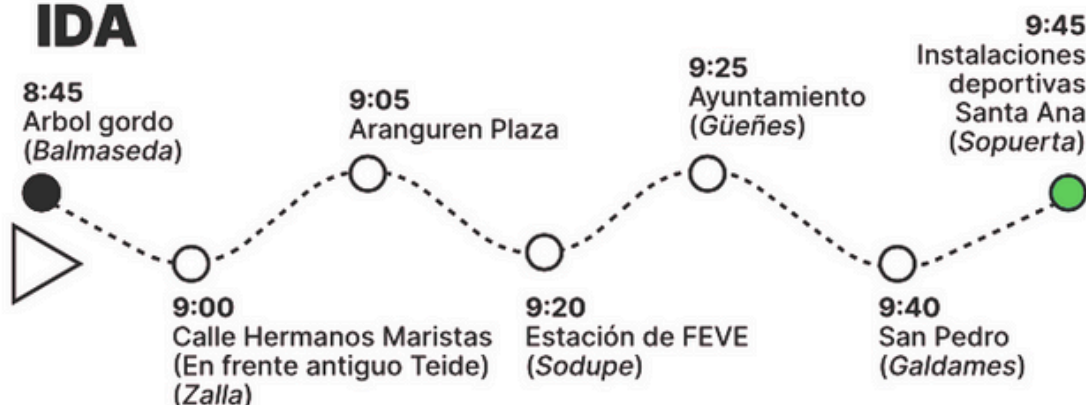 IDA
8:45
Arbol gordo
(Balmaseda)
9:00
Calle Hermanos Maristas
(En frente antiguo Teide)
(Zalla)
9:05
Aranguren Plaza
9:20
Estación de FEVE
(Sodupe)
9:25
Ayuntamiento
(Güeñes)
9:40
San Pedro
(Galdames)
9:45
Instalaciones
deportivas
Santa Ana
(Sopuerta)